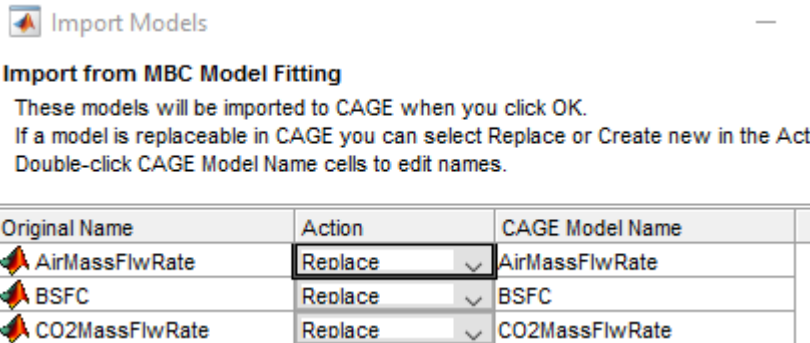 Import Models
Import from MBC Model Fitting
These models will be imported to CAGE when you click OK.
If a model is replaceable in CAGE you can select Replace or Create new in the Act
Double-click CAGE Model Name cells to edit names.
Original Name Action CAGE Model Name
AirMassFlwRate Replace AirMassFlwRate
BSFC Replace BSFC
CO2MassFlwRate Replace CO2MassFlwRate